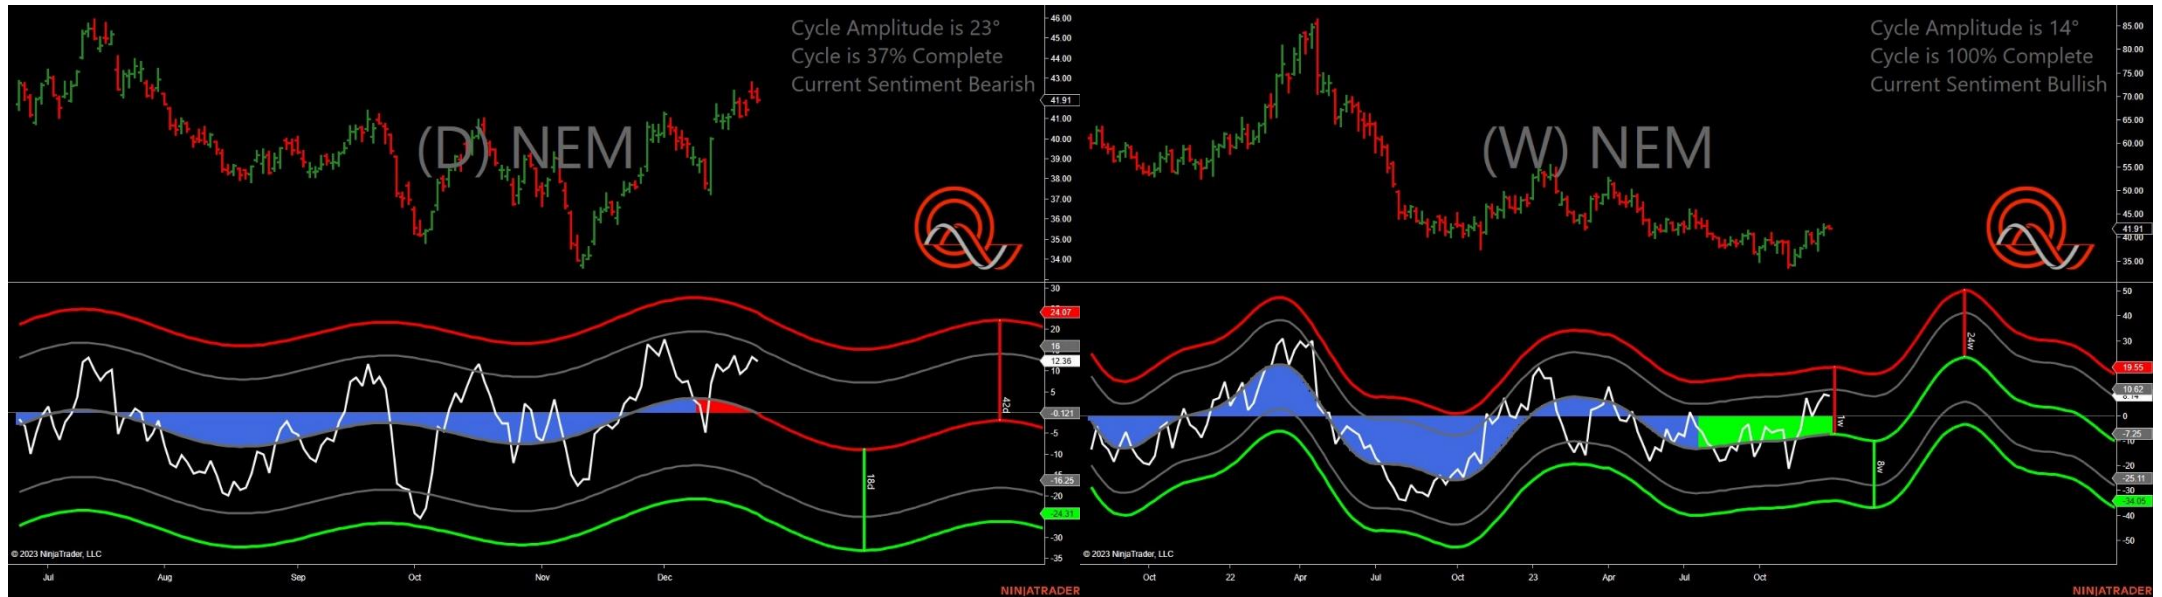 Cycle Amplitude is 23°
Cycle is 37% Complete
Current Sentiment Bearish
(D) NEM
46.00
45.00
44.00
43.00
41.91
41.00
40.00
39.00
38.00
37.00
36.00
35.00
34.00
30
24.07
20
16
12.36
5
-0.121
-5
-10
-16.25
-20
-24.31
-30
-35
42d
18d
© 2023 NinjaTrader, LLC
Jul Aug Sep Oct Nov Dec
NINJATRADER
Cycle Amplitude is 14°
Cycle is 100% Complete
Current Sentiment Bullish
(W) NEM
85.00
80.00
75.00
70.00
65.00
60.00
55.00
50.00
45.00
41.91
40.00
35.00
50
40
30
19.55
10.62
0
-7.25
-10
-20
-25.11
-30
-34.05
-40
-50
24w
1w
8w
© 2023 NinjaTrader, LLC
Oct 22 Apr Jul Oct 23 Apr Jul Oct
NINJATRADER